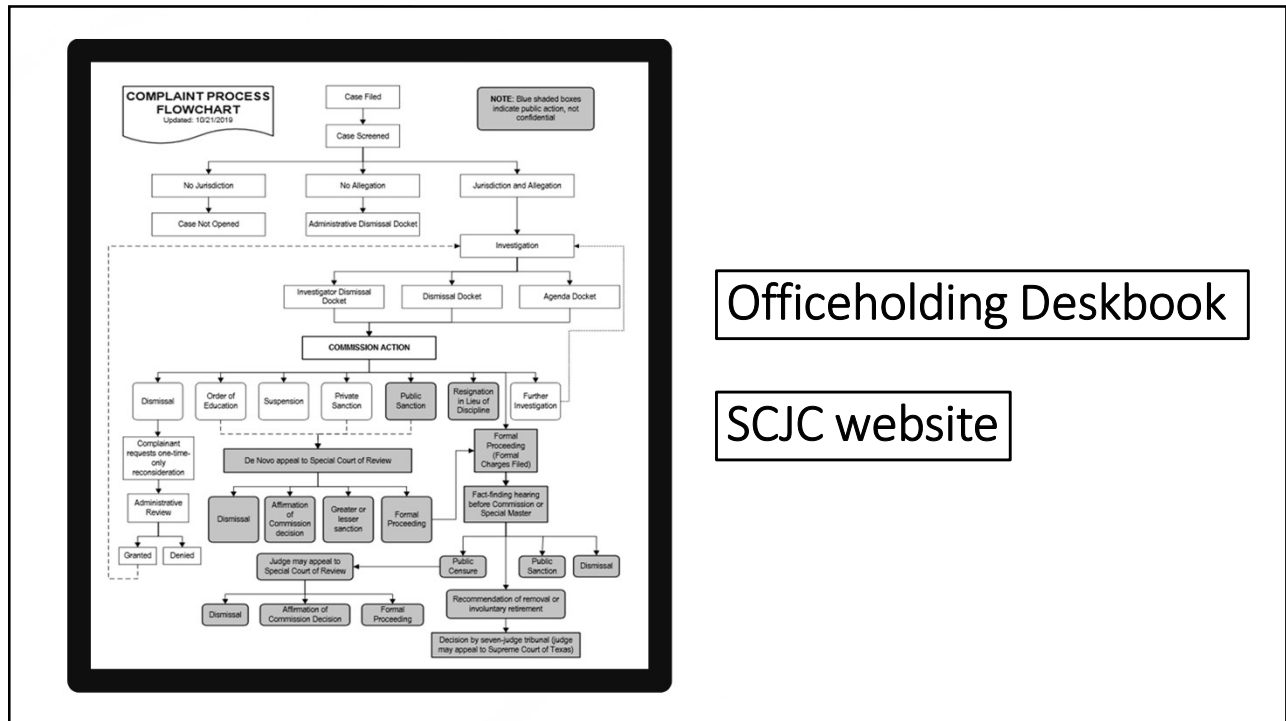 COMPLAINT PROCESS
FLOWCHART
Updated: 10/21/2019
Case Filed
NOTE: Blue shaded boxes
indicate public action, not
confidential
Case Screened
No Jurisdiction
No Allegation
Jurisdiction and Allegation
Case Not Opened
Administrative Dismissal Docket
Investigation
Investigator Dismissal
Docket
Dismissal Docket
Agenda Docket
COMMISSION ACTION
Dismissal
Order of
Education
Suspension
Private
Sanction
Public
Sanction
Resignation
in Lieu of
Discipline
Further
Investigation
Complainant
requests one-time-
only
reconsideration
De Novo appeal to Special Court of Review
Formal
Proceeding
(Formal
Charges Filed)
Administrative
Review
Dismissal
Affirmation
of
Commission
decision
Greater or
lesser
sanction
Formal
Proceeding
Fact-finding hearing
before Commission or
Special Master
Granted
Denied
Judge may appeal to
Special Court of Review
Public
Censure
Public
Sanction
Dismissal
Dismissal
Affirmation of
Commission Decision
Formal
Proceeding
Recommendation of removal or
involuntary retirement
Decision by seven-judge tribunal (judge
may appeal to Supreme Court of Texas)
Officeholding Deskbook
SCJC website